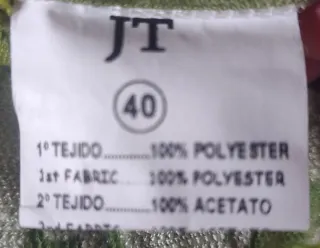 JT
40
1º TEJIDO............100% POLYESTER
1st FABRIC.....100% POLYESTER
2º TEJIDO............100% ACETATO